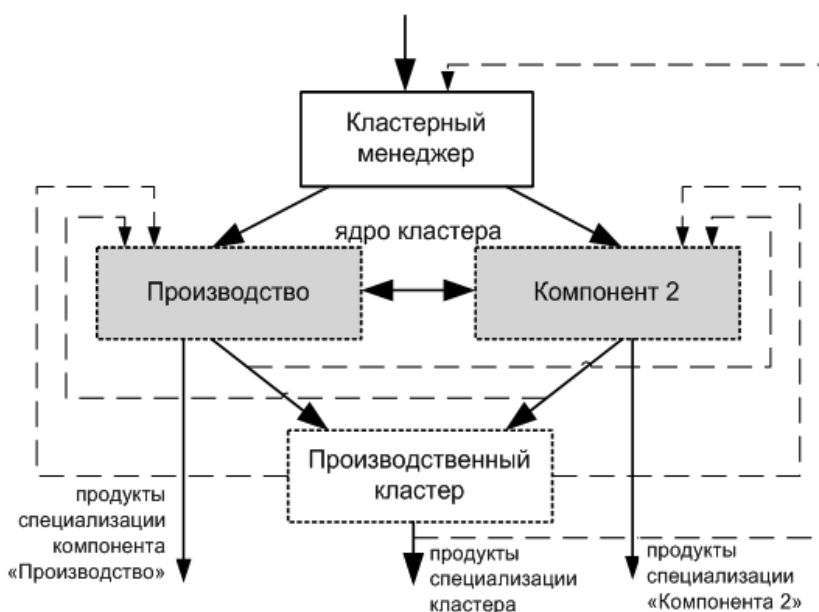 Кластерный
менеджер
ядро кластера
Производство
Компонент 2
Производственный
кластер
продукты
специализации
компонента
«Производство»
продукты
специализации
кластера
продукты
специализации
«Компонента 2»